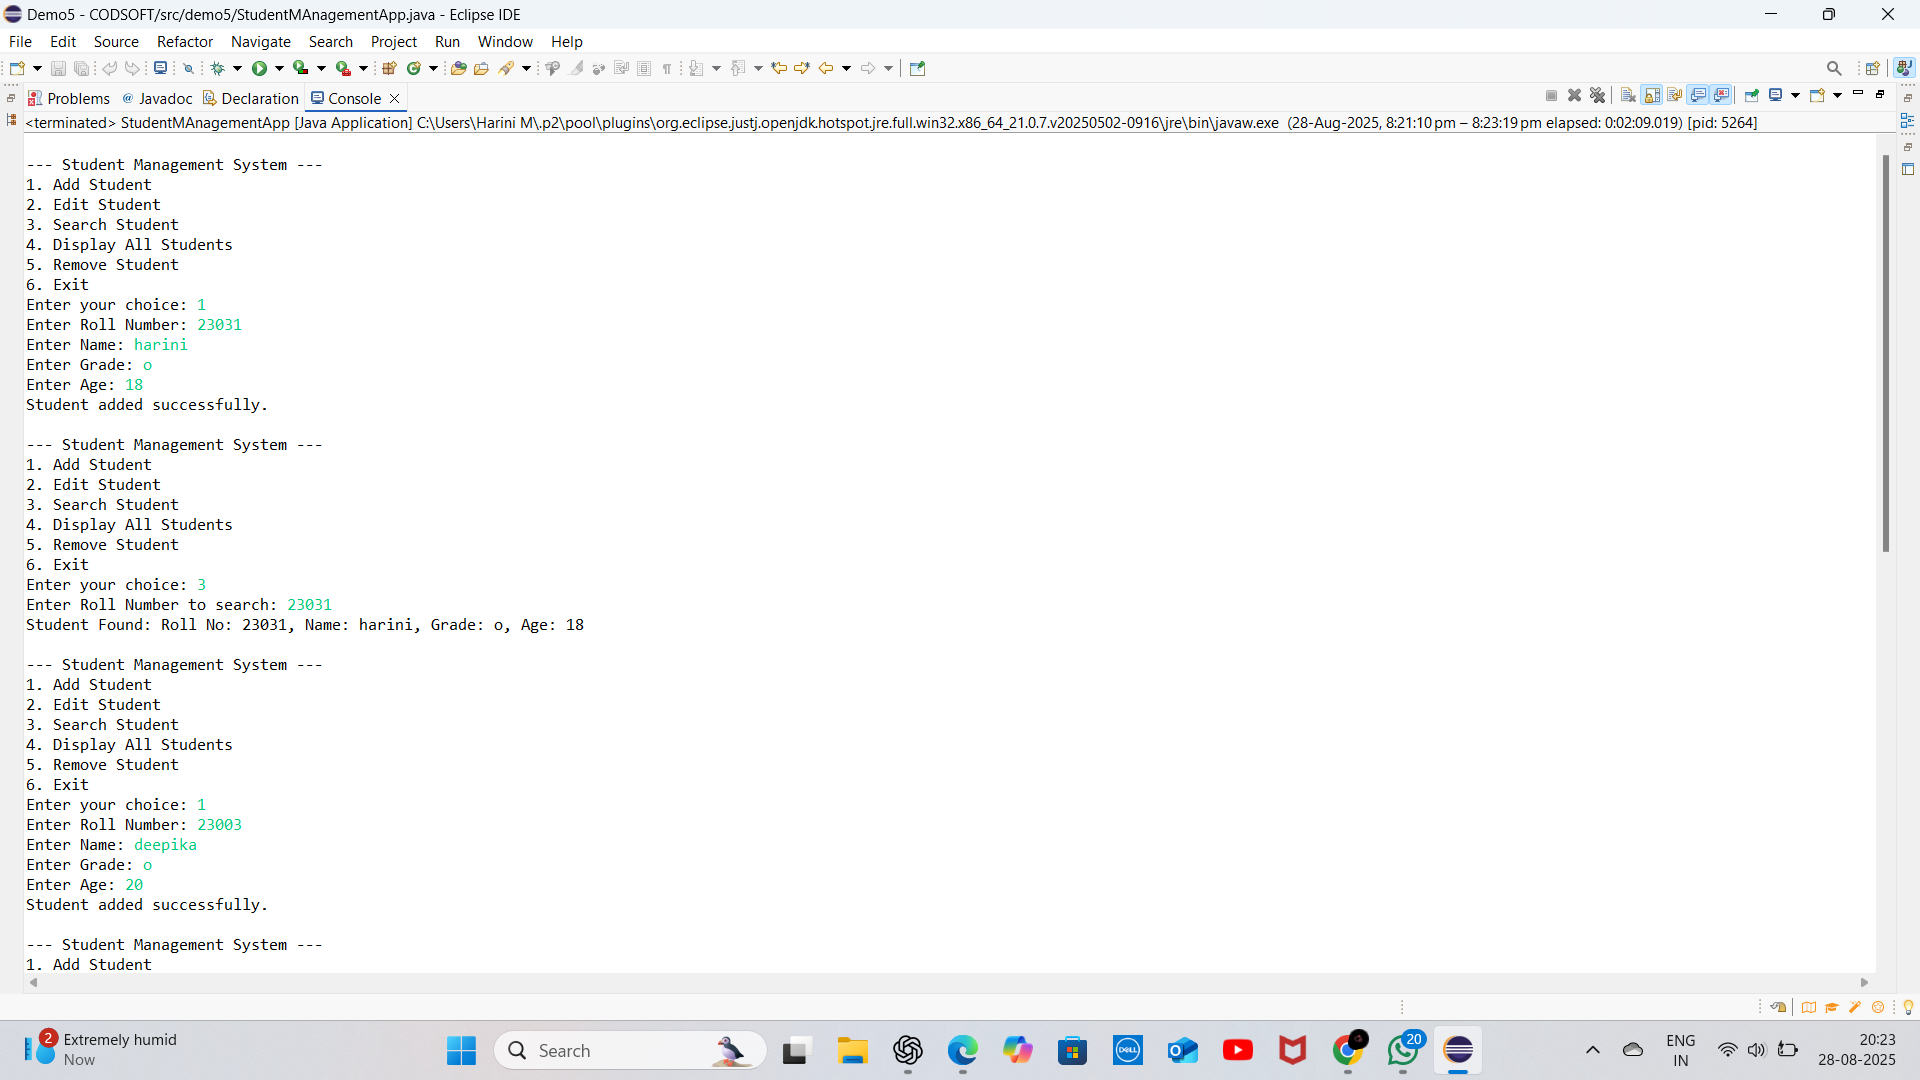 Demo5 - CODSOFT/src/demo5/StudentMAnagementApp.java - Eclipse IDE
File Edit Source Refactor Navigate Search Project Run Window Help
Problems @ Javadoc Declaration Console
<terminated> StudentMAnagementApp [Java Application] C:\Users\Harini M\.p2\pool\plugins\org.eclipse.justj.openjdk.hotspot.jre.full.win32.x86_64_21.0.7.v20250502-0916\jre\bin\javaw.exe (28-Aug-2025, 8:21:10 pm – 8:23:19 pm elapsed: 0:02:09.019) [pid: 5264]
--- Student Management System ---
1. Add Student
2. Edit Student
3. Search Student
4. Display All Students
5. Remove Student
6. Exit
Enter your choice: 1
Enter Roll Number: 23031
Enter Name: harini
Enter Grade: o
Enter Age: 18
Student added successfully.
--- Student Management System ---
1. Add Student
2. Edit Student
3. Search Student
4. Display All Students
5. Remove Student
6. Exit
Enter your choice: 3
Enter Roll Number to search: 23031
Student Found: Roll No: 23031, Name: harini, Grade: o, Age: 18
--- Student Management System ---
1. Add Student
2. Edit Student
3. Search Student
4. Display All Students
5. Remove Student
6. Exit
Enter your choice: 1
Enter Roll Number: 23003
Enter Name: deepika
Enter Grade: o
Enter Age: 20
Student added successfully.
--- Student Management System ---
1. Add Student
2
Extremely humid
Now
Search
DELL
20
ENG
IN
20:23
28-08-2025